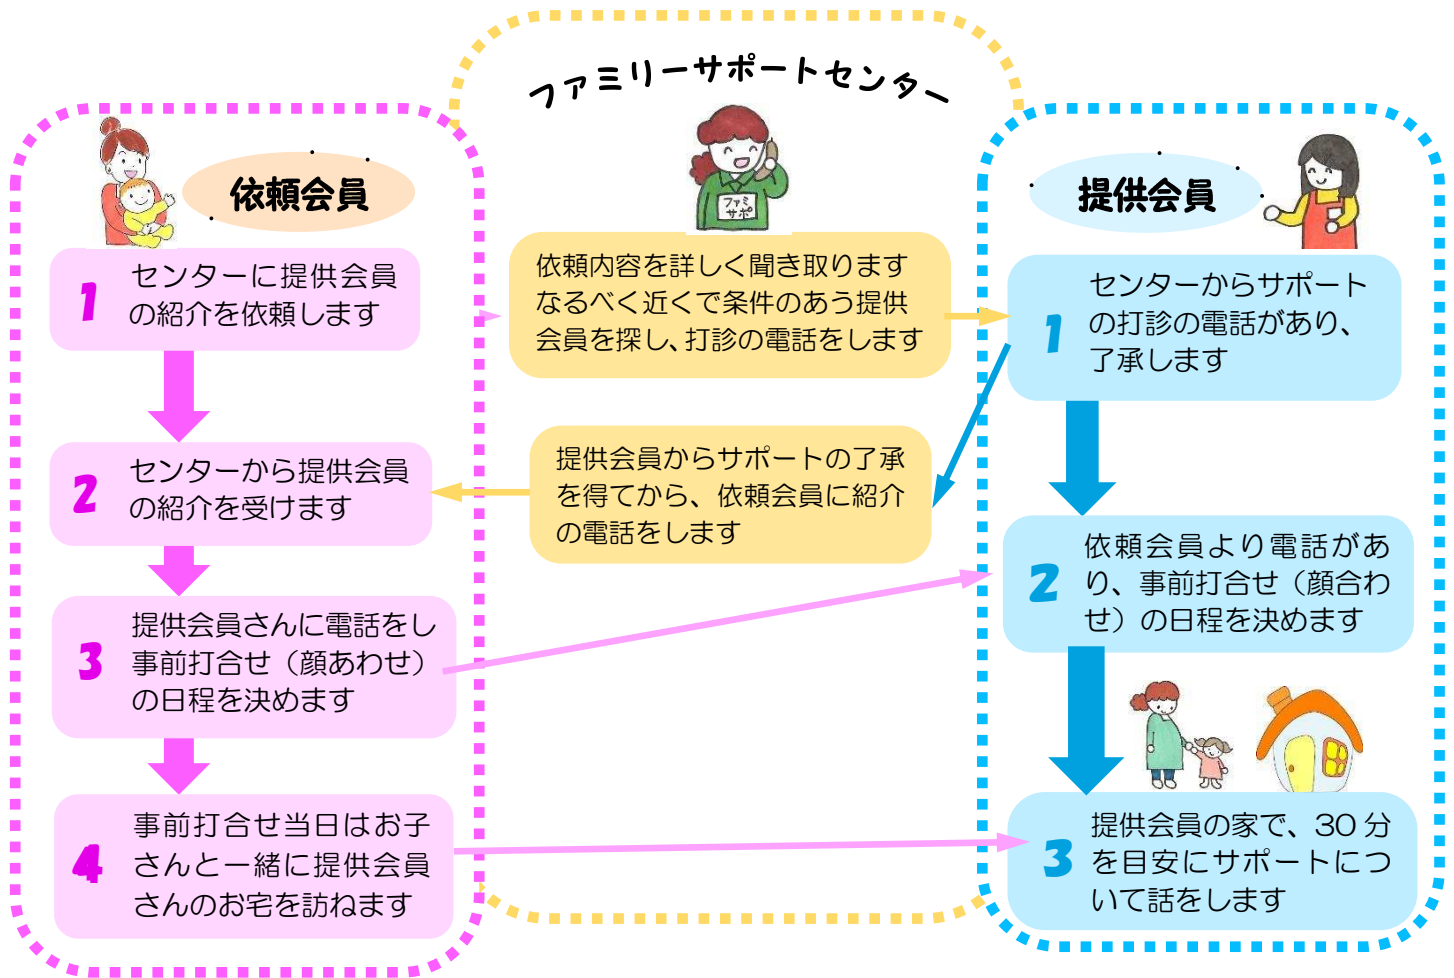 ファミリーサポートセンター
依頼会員
1
センターに提供会員
の紹介を依頼します
2
センターから提供会員
の紹介を受けます
3
提供会員さんに電話をし
事前打合せ（顔あわせ）
の日程を決めます
4
事前打合せ当日はお子
さんと一緒に提供会員
さんのお宅を訪ねます
ファミ
サポ
依頼内容を詳しく聞き取ります
なるべく近くで条件のあう提供
会員を探し、打診の電話をします
提供会員からサポートの了承
を得てから、依頼会員に紹介
の電話をします
提供会員
1
センターからサポート
の打診の電話があり、
了承します
2
依頼会員より電話があ
り、事前打合せ（顔合わ
せ）の日程を決めます
3
提供会員の家で、30 分
を目安にサポートにつ
いて話をします